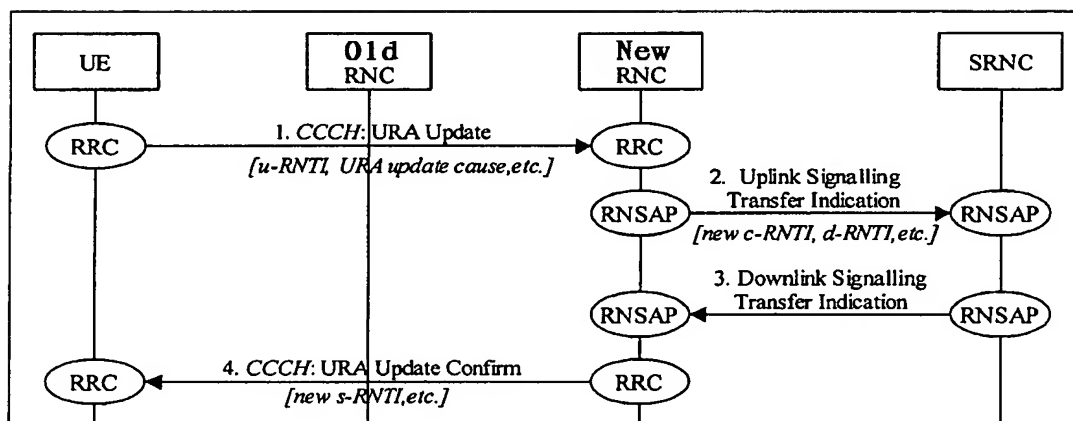 UE
Old
RNC
New
RNC
SRNC
RRC
1. CCCH: URA Update
[u-RNTI, URA update cause,etc.]
RRC
RNSAP
2. Uplink Signalling
Transfer Indication
[new c-RNTI, d-RNTI,etc.]
RNSAP
RNSAP
3. Downlink Signalling
Transfer Indication
RNSAP
RRC
4. CCCH: URA Update Confirm
[new s-RNTI,etc.]
RRC